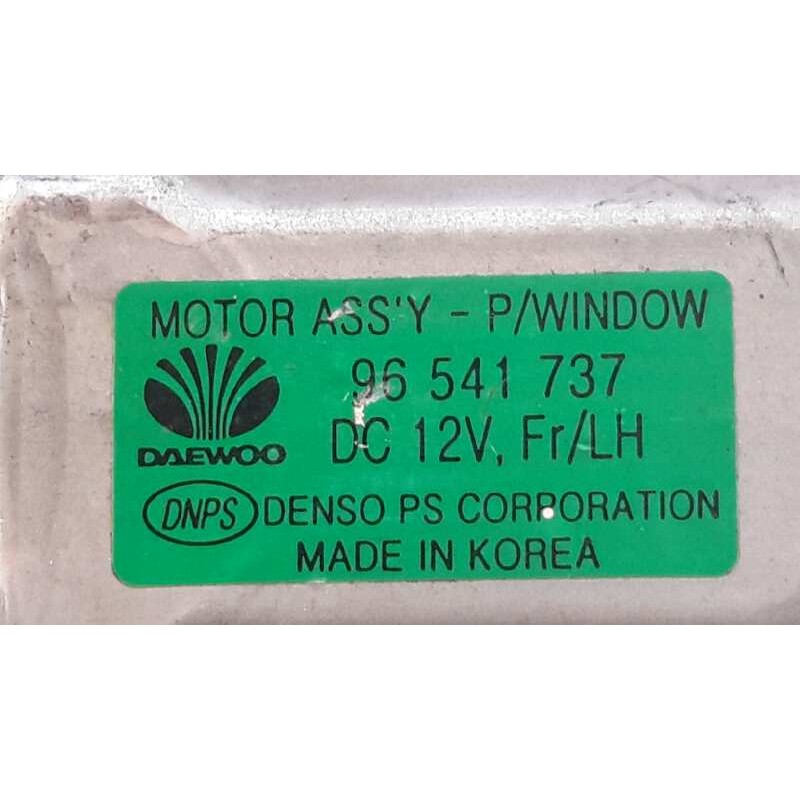 MOTOR ASS'Y - P/WINDOW
96 541 737
DAEWOO DC 12V, Fr/LH
DNPS DENSO PS CORPORATION
MADE IN KOREA